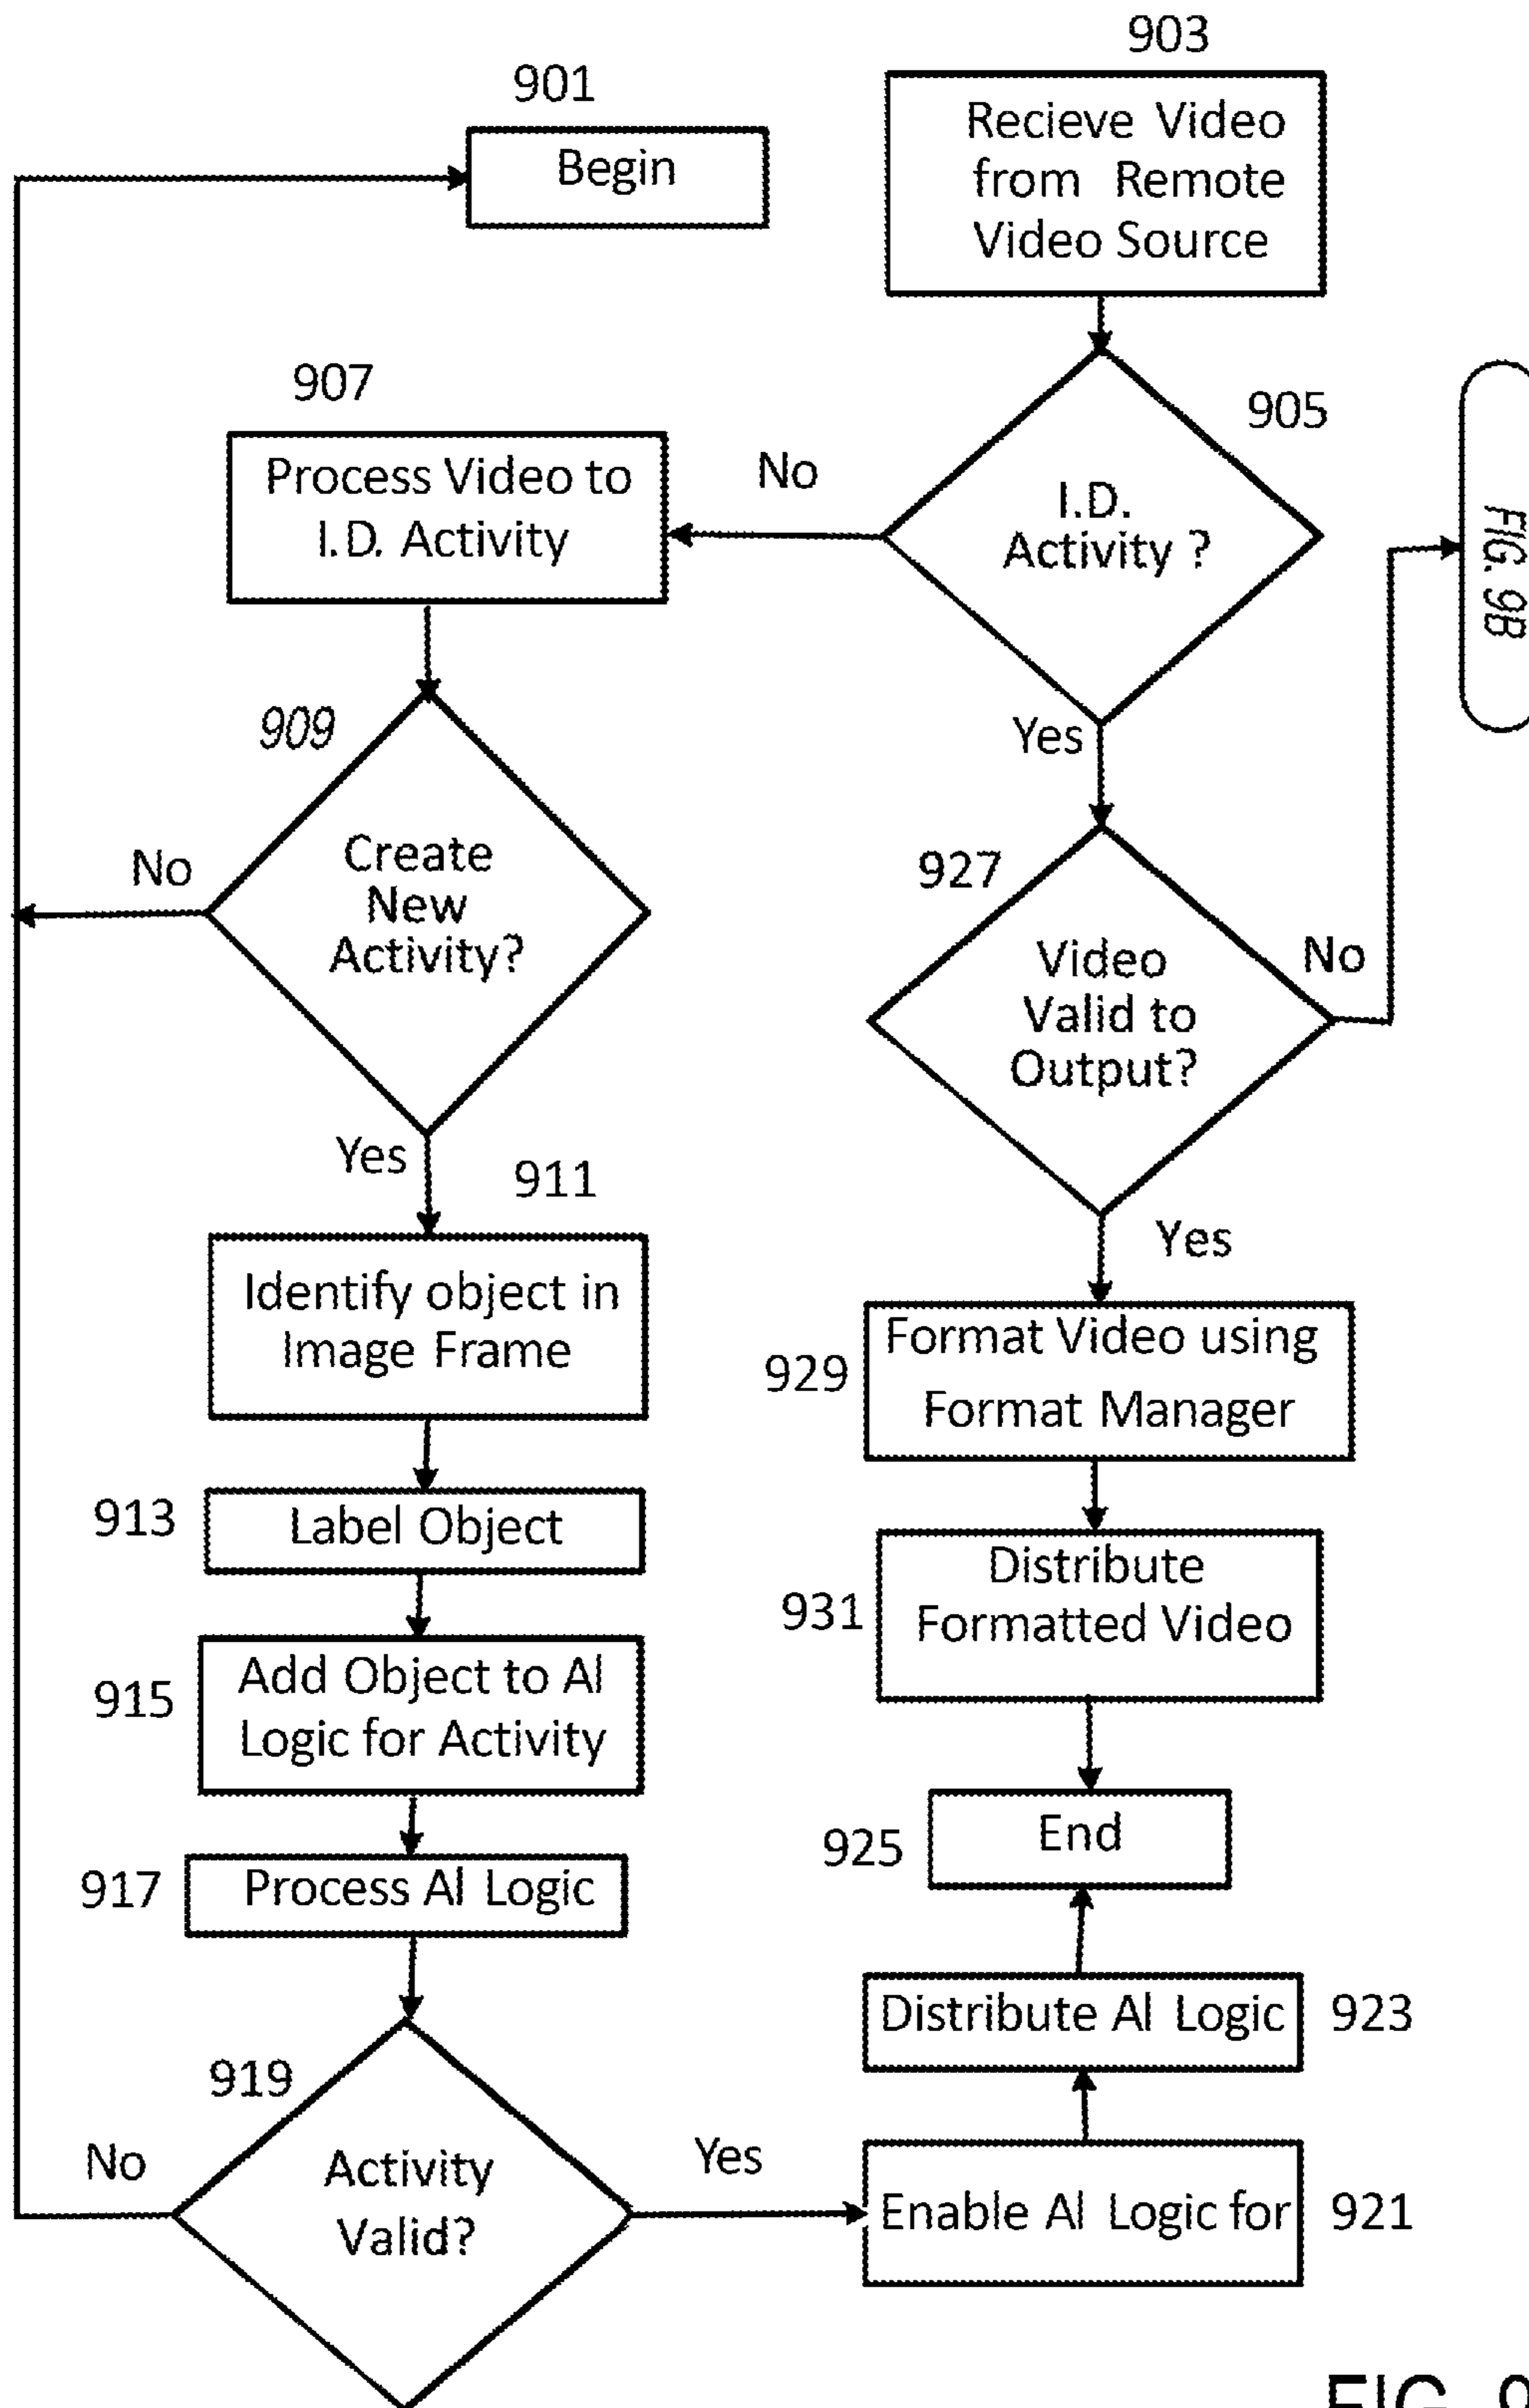 903
Recieve Video
from Remote
Video Source
901
Begin
905
I.D.
Activity ?
No
907
Process Video to
I.D. Activity
FIG. 9B
909
Create
New
Activity?
No
Yes
Yes
927
Video
Valid to
Output?
No
Yes
911
Identify object in
Image Frame
929
Format Video using
Format Manager
913
Label Object
931
Distribute
Formatted Video
915
Add Object to AI
Logic for Activity
925
End
917
Process AI Logic
Distribute AI Logic
923
919
Activity
Valid?
No
Yes
Enable AI Logic for
921
FIG. 9